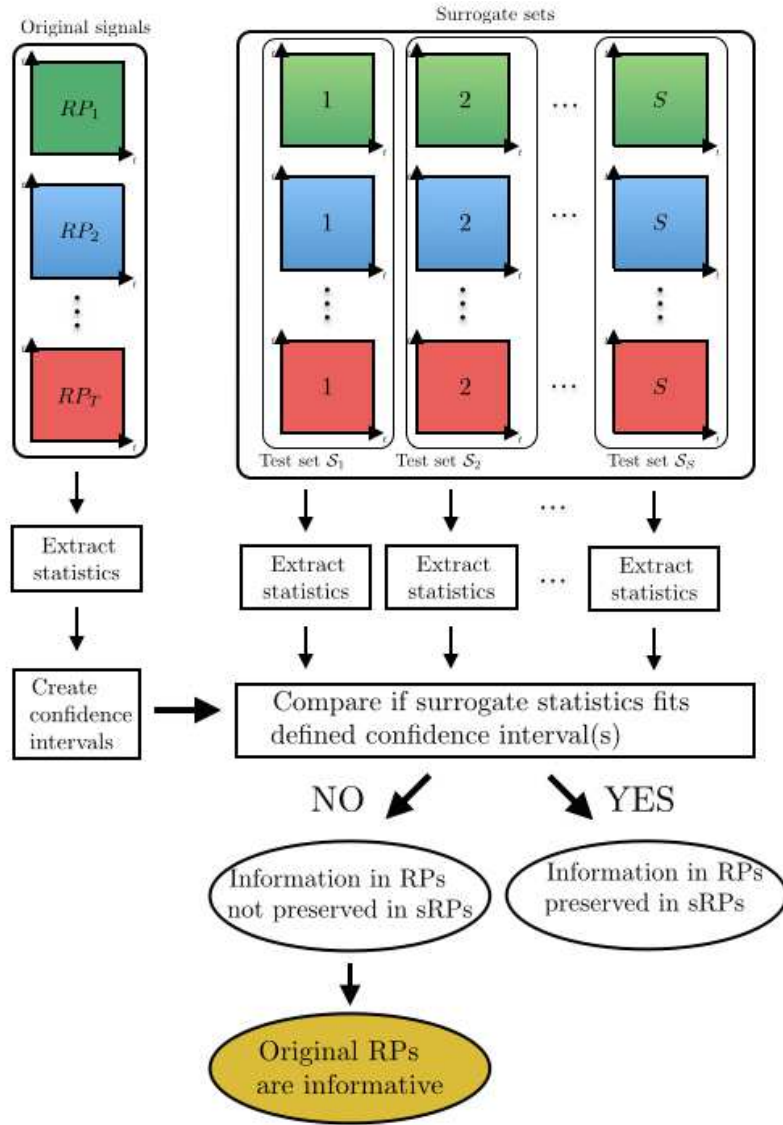 Original signals
Surrogate sets
RP₁
1
2
...
S
RP₂
1
2
...
S
RP_T
1
2
...
S
Test set S₁
Test set S₂
Test set S_S
...
Extract
statistics
Extract
statistics
Extract
statistics
...
Extract
statistics
Create
confidence
intervals
Compare if surrogate statistics fits
defined confidence interval(s)
NO
YES
Information in RPs
not preserved in sRPs
Information in RPs
preserved in sRPs
Original RPs
are informative